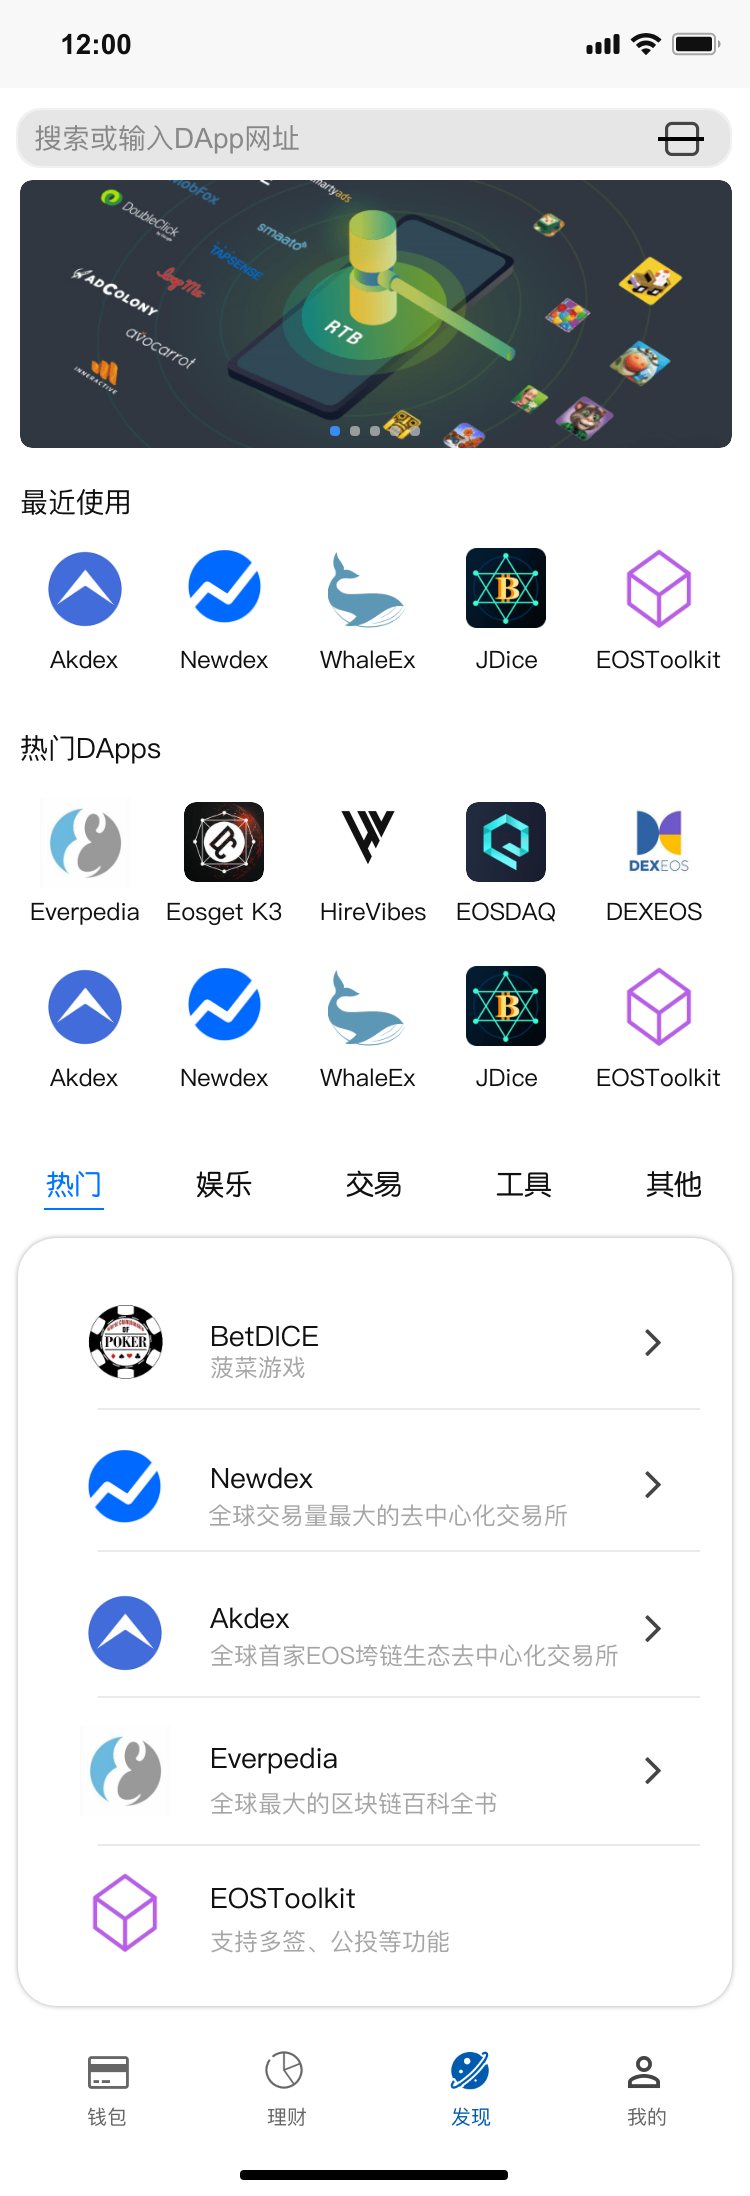 12:00
搜索或输入DApp网址
mobFox
smartyads
DoubleClick
by Google
smaato
TAPSENSE
LoopMe
ADCOLONY
avocarrot
INNERACTIVE
RTB
最近使用
Akdex Newdex WhaleEx JDice EOSToolkit
热门DApps
DEXEOS
Everpedia Eosget K3 HireVibes EOSDAQ DEXEOS
Akdex Newdex WhaleEx JDice EOSToolkit
热门 娱乐 交易 工具 其他
OF
POKER
BetDICE
菠菜游戏
Newdex
全球交易量最大的去中心化交易所
Akdex
全球首家EOS垮链生态去中心化交易所
Everpedia
全球最大的区块链百科全书
EOSToolkit
支持多签、公投等功能
钱包 理财 发现 我的